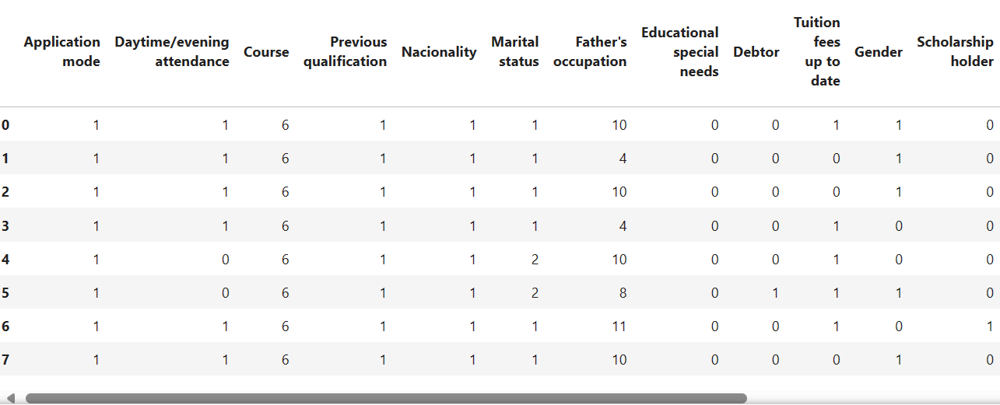 Application mode Daytime/evening attendance Course Previous qualification Nacionality Marital status Father's occupation Educational special needs Debtor Tuition fees up to date Gender Scholarship holder
0 1 1 6 1 1 1 10 0 0 1 1 0
1 1 1 6 1 1 1 4 0 0 0 1 0
2 1 1 6 1 1 1 10 0 0 0 1 0
3 1 1 6 1 1 1 4 0 0 1 0 0
4 1 0 6 1 1 2 10 0 0 1 0 0
5 1 0 6 1 1 2 8 0 1 1 1 0
6 1 1 6 1 1 1 11 0 0 1 0 1
7 1 1 6 1 1 1 10 0 0 0 1 0